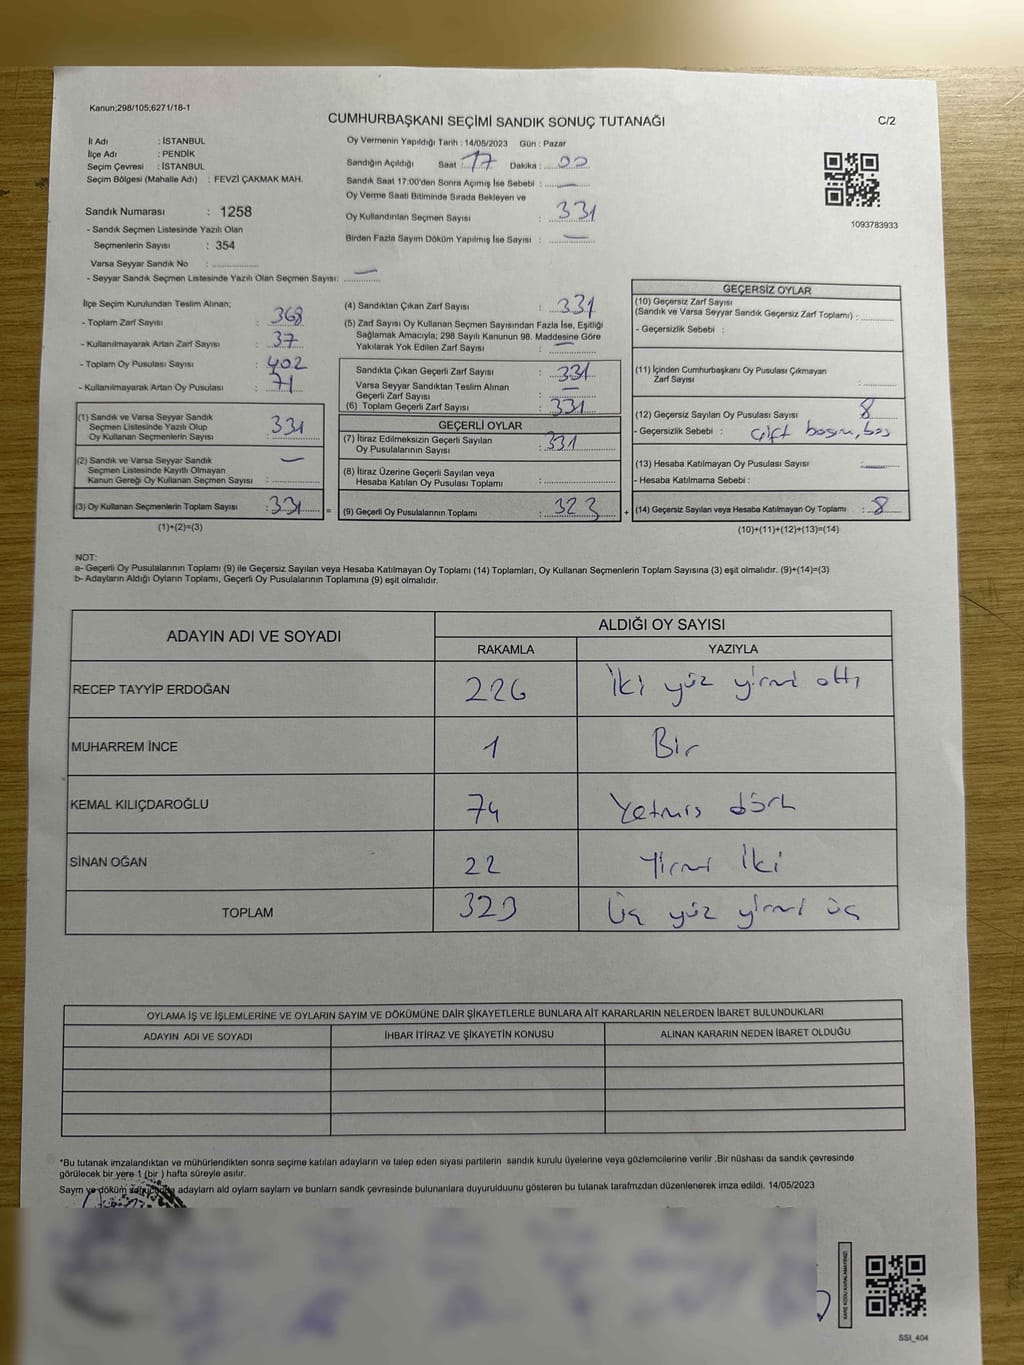 Kanun;298/105;6271/18-1
CUMHURBAŞKANI SEÇİMİ SANDIK SONUÇ TUTANAĞI
C/2
İl Adı : İSTANBUL
İlçe Adı : PENDİK
Seçim Çevresi : İSTANBUL
Seçim Bölgesi (Mahalle Adı) : FEVZİ ÇAKMAK MAH.
Sandık Numarası : 1258
- Sandık Seçmen Listesinde Yazılı Olan
Seçmenlerin Sayısı : 354
Varsa Seyyar Sandık No :
- Seyyar Sandık Seçmen Listesinde Yazılı Olan Seçmen Sayısı: —
Oy Vermenin Yapıldığı Tarih : 14/05/2023 Gün : Pazar
Sandığın Açıldığı Saat : 17 Dakika : 00
Sandık Saat 17:00'den Sonra Açımış İse Sebebi : —
Oy Verme Saati Bitiminde Sırada Bekleyen ve
Oy Kullandırılan Seçmen Sayısı : 331
Birden Fazla Sayım Döküm Yapılmış İse Sayısı : —
1093783933
İlçe Seçim Kurulundan Teslim Alınan;
- Toplam Zarf Sayısı : 368
- Kullanılmayarak Artan Zarf Sayısı : 37
- Toplam Oy Pusulası Sayısı : 402
- Kullanılmayarak Artan Oy Pusulası : 71
(1) Sandık ve Varsa Seyyar Sandık
Seçmen Listesinde Yazılı Olup
Oy Kullanan Seçmenlerin Sayısı : 331
(2) Sandık ve Varsa Seyyar Sandık
Seçmen Listesinde Kayıtlı Olmayan
Kanun Gereği Oy Kullanan Seçmen Sayısı : —
(3) Oy Kullanan Seçmenlerin Toplam Sayısı : 331 =
(1)+(2)=(3)
(4) Sandıktan Çıkan Zarf Sayısı : 331
(5) Zarf Sayısı Oy Kullanan Seçmen Sayısından Fazla İse, Eşitliği
Sağlamak Amacıyla; 298 Sayılı Kanunun 98. Maddesine Göre
Yakılarak Yok Edilen Zarf Sayısı : —
Sandıkta Çıkan Geçerli Zarf Sayısı : 331
Varsa Seyyar Sandıktan Teslim Alınan
Geçerli Zarf Sayısı : —
(6) Toplam Geçerli Zarf Sayısı : 331
GEÇERLİ OYLAR
(7) İtiraz Edilmeksizin Geçerli Sayılan
Oy Pusulalarının Sayısı : 331
(8) İtiraz Üzerine Geçerli Sayılan veya
Hesaba Katılan Oy Pusulası Toplamı :
(9) Geçerli Oy Pusulalarının Toplamı : 323 +
GEÇERSİZ OYLAR
(10) Geçersiz Zarf Sayısı
(Sandık ve Varsa Seyyar Sandık Geçersiz Zarf Toplamı) :
- Geçersizlik Sebebi :
(11) İçinden Cumhurbaşkanı Oy Pusulası Çıkmayan
Zarf Sayısı :
(12) Geçersiz Sayılan Oy Pusulası Sayısı : 8
- Geçersizlik Sebebi : Çift basım, boş
(13) Hesaba Katılmayan Oy Pusulası Sayısı : —
- Hesaba Katılmama Sebebi :
(14) Geçersiz Sayılan veya Hesaba Katılmayan Oy Toplamı : 8
(10)+(11)+(12)+(13)=(14)
NOT:
a- Geçerli Oy Pusulalarının Toplamı (9) ile Geçersiz Sayılan veya Hesaba Katılmayan Oy Toplamı (14) Toplamları, Oy Kullanan Seçmenlerin Toplam Sayısına (3) eşit olmalıdır. (9)+(14)=(3)
b- Adayların Aldığı Oyların Toplamı, Geçerli Oy Pusulalarının Toplamına (9) eşit olmalıdır.
ADAYIN ADI VE SOYADI ALDIĞI OY SAYISI
RAKAMLA YAZIYLA
RECEP TAYYİP ERDOĞAN 226 İki yüz yirmi altı
MUHARREM İNCE 1 Bir
KEMAL KILIÇDAROĞLU 74 Yetmis dört
SİNAN OĞAN 22 Yirmi İki
TOPLAM 323 Üç yüz yirmi üç
OYLAMA İŞ VE İŞLEMLERİNE VE OYLARIN SAYIM VE DÖKÜMÜNE DAİR ŞİKAYETLERLE BUNLARA AİT KARARLARIN NELERDEN İBARET BULUNDUKLARI
ADAYIN ADI VE SOYADI İHBAR İTİRAZ VE ŞİKAYETİN KONUSU ALINAN KARARIN NEDEN İBARET OLDUĞU
*Bu tutanak imzalandıktan ve mühürlendikten sonra seçime katılan adayların ve talep eden siyasi partilerin sandık kurulu üyelerine veya gözlemcilerine verilir .Bir nüshası da sandık çevresinde
görülecek bir yere 1 (bir ) hafta süreyle asılır.
Saym ve döküm adaylarn ald oylarn saylarn ve bunlarn sandk çevresinde bulunanlara duyurulduunu gösteren bu tutanak tarafmzdan düzenlenerek imza edildi. 14/05/2023
SSI_404